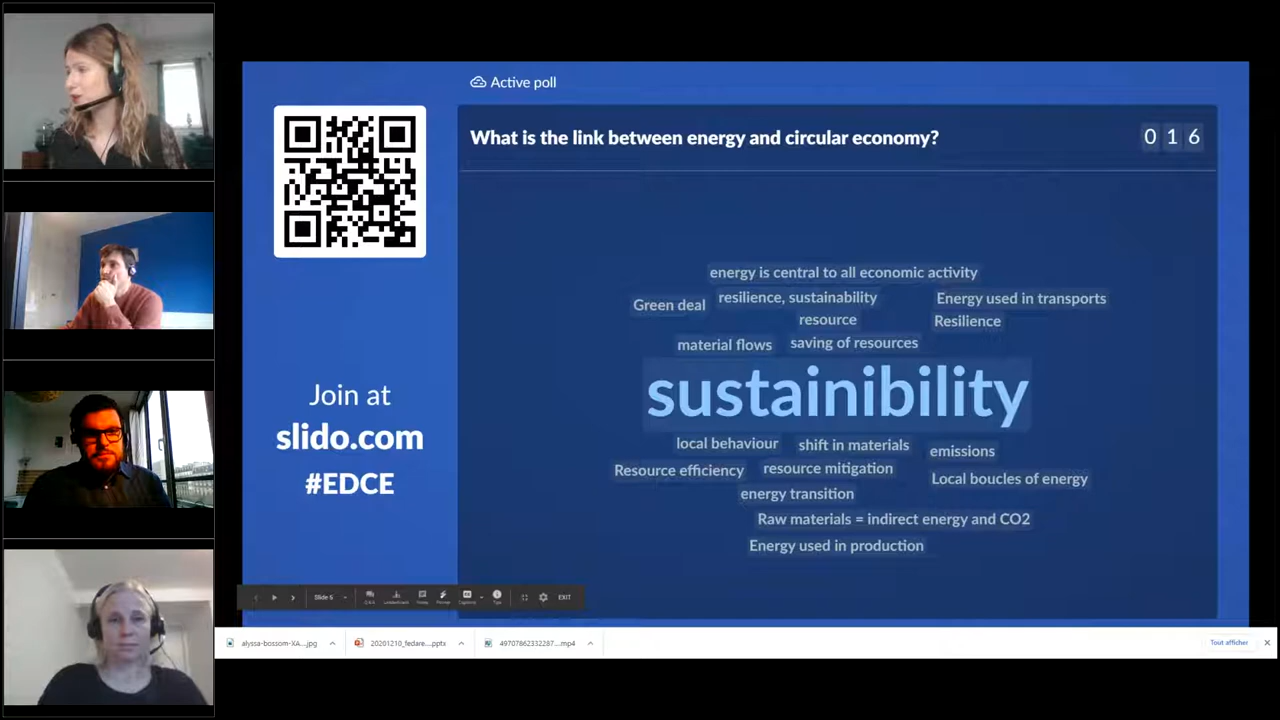 Active poll
What is the link between energy and circular economy?
016
energy is central to all economic activity
Green deal
resilience, sustainability
Energy used in transports
resource
Resilience
material flows
saving of resources
sustainibility
local behaviour
shift in materials
emissions
Resource efficiency
resource mitigation
Local boucles of energy
energy transition
Raw materials = indirect energy and CO2
Energy used in production
Join at
slido.com
#EDCE
Slide 6
EXIT
alyssa-bossom-XA....jpg
20201210_fedare....pptx
49707862332287....mp4
Tout afficher